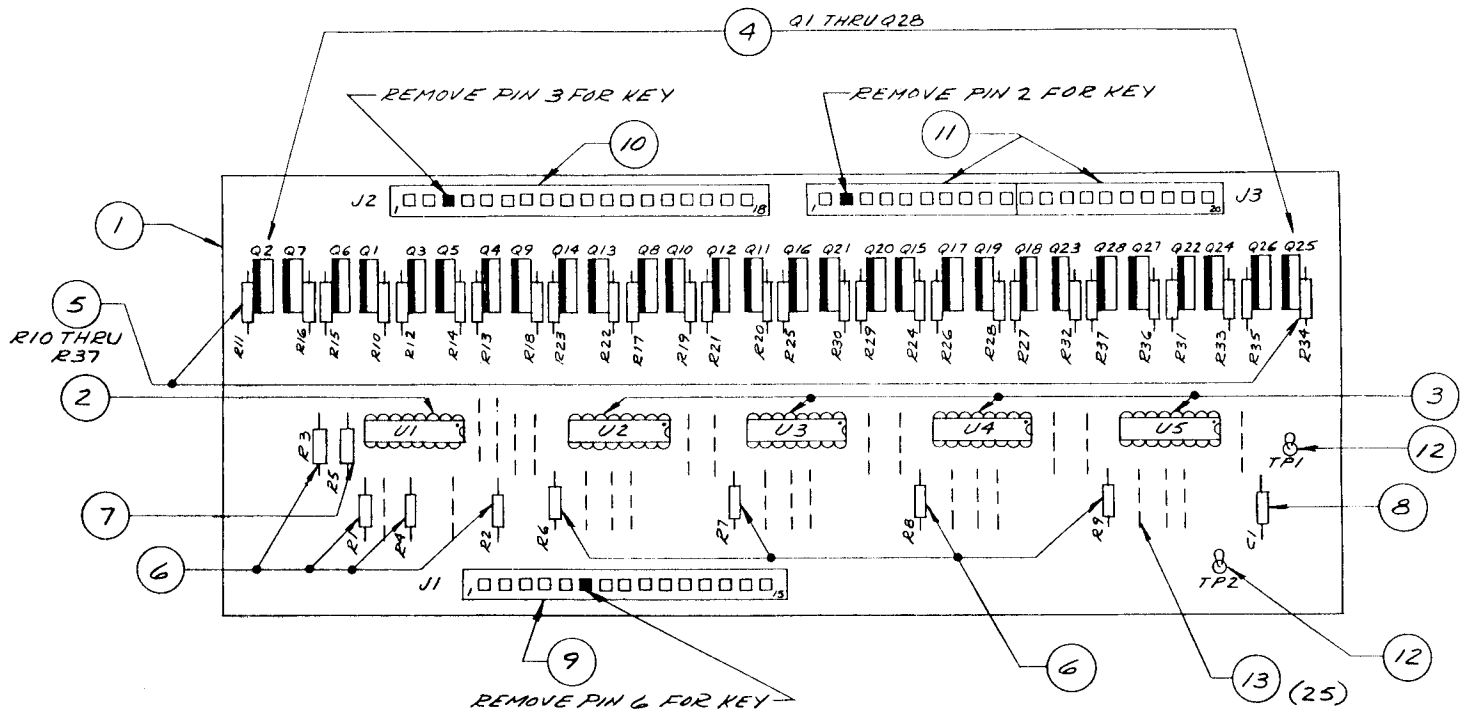 4 Q1 THRU Q28
REMOVE PIN 3 FOR KEY
REMOVE PIN 2 FOR KEY
10
11
J2 1 18
1 20 J3
1
Q2 Q7 Q6 Q1 Q3 Q5 Q4 Q9 Q14 Q13 Q8 Q10 Q12 Q11 Q16 Q21 Q20 Q15 Q17 Q19 Q18 Q23 Q28 Q27 Q22 Q24 Q26 Q25
5
R10 THRU
R37
R11 R16 R15 R10 R12 R14 R13 R18 R23 R22 R17 R19 R21 R20 R25 R30 R29 R24 R26 R28 R27 R32 R37 R36 R31 R33 R35 R34
2
3
U1 U2 U3 U4 U5
R3 R5
TP1
12
7
R1 R4 R2 R6 R7 R8 R9 C1
8
6
J1 1 15
TP2
9
6
13 (25)
12
REMOVE PIN 6 FOR KEY